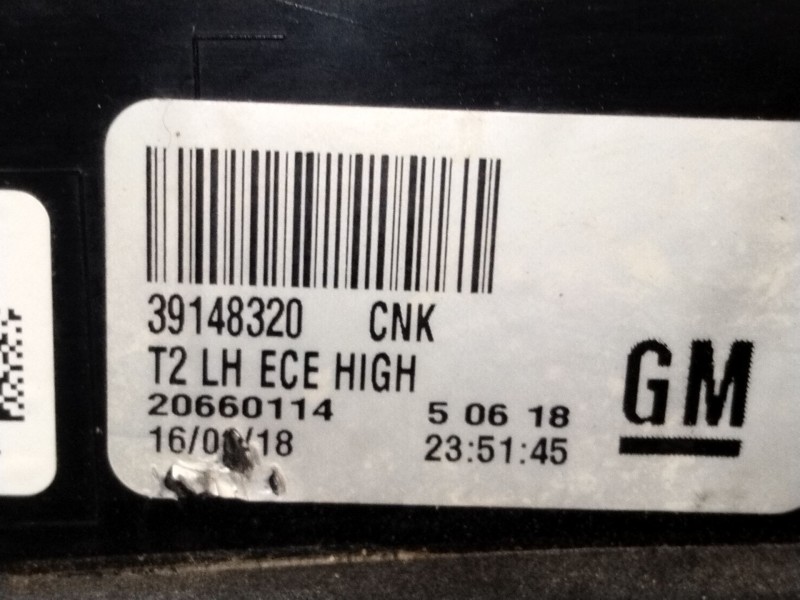 39148320 CNK
T2 LH ECE HIGH
20660114 5 06 18
23:51:45
GM